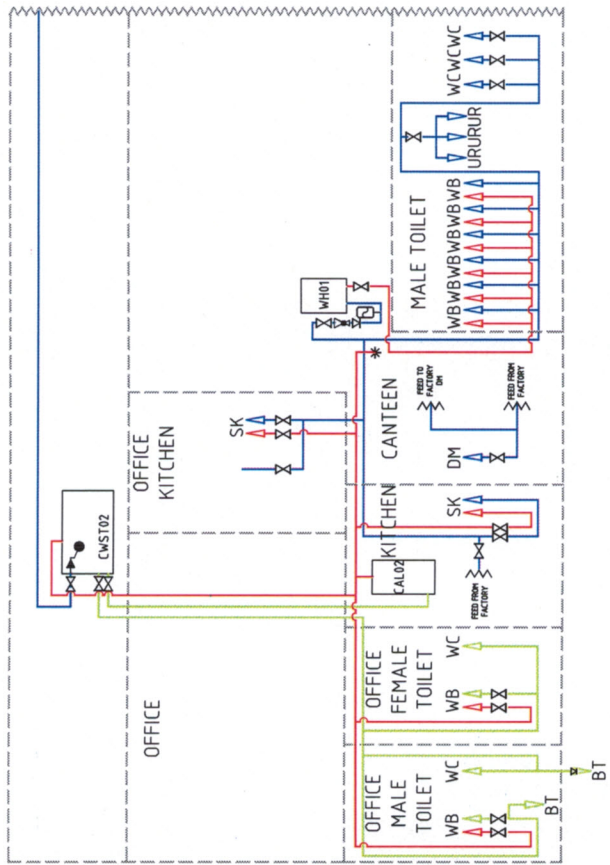 WCWCWC
URURUR
WBWBWBWBWBWB
MALE TOILET
WH01
CANTEEN
FEED TO
FACTORY
DM
FEED FROM
FACTORY
DM
OFFICE
KITCHEN
SK
KITCHEN
SK
FEED FROM
FACTORY
CWST02
CAL02
OFFICE
FEMALE
TOILET
WC
WB
OFFICE
OFFICE
MALE
TOILET
WC
WB
BT
BT